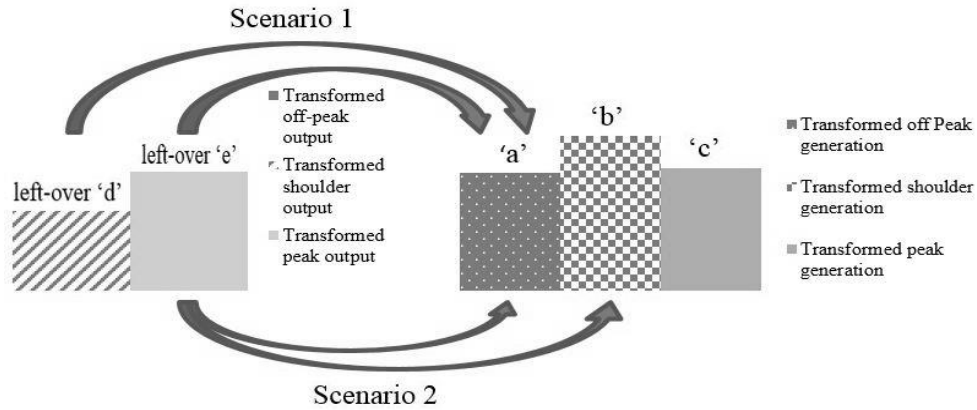 Scenario 1
left-over ‘d’
left-over ‘e’
Transformed
off-peak
output
Transformed
shoulder
output
Transformed
peak output
‘a’
‘b’
‘c’
Transformed off Peak
generation
Transformed shoulder
generation
Transformed peak
generation
Scenario 2